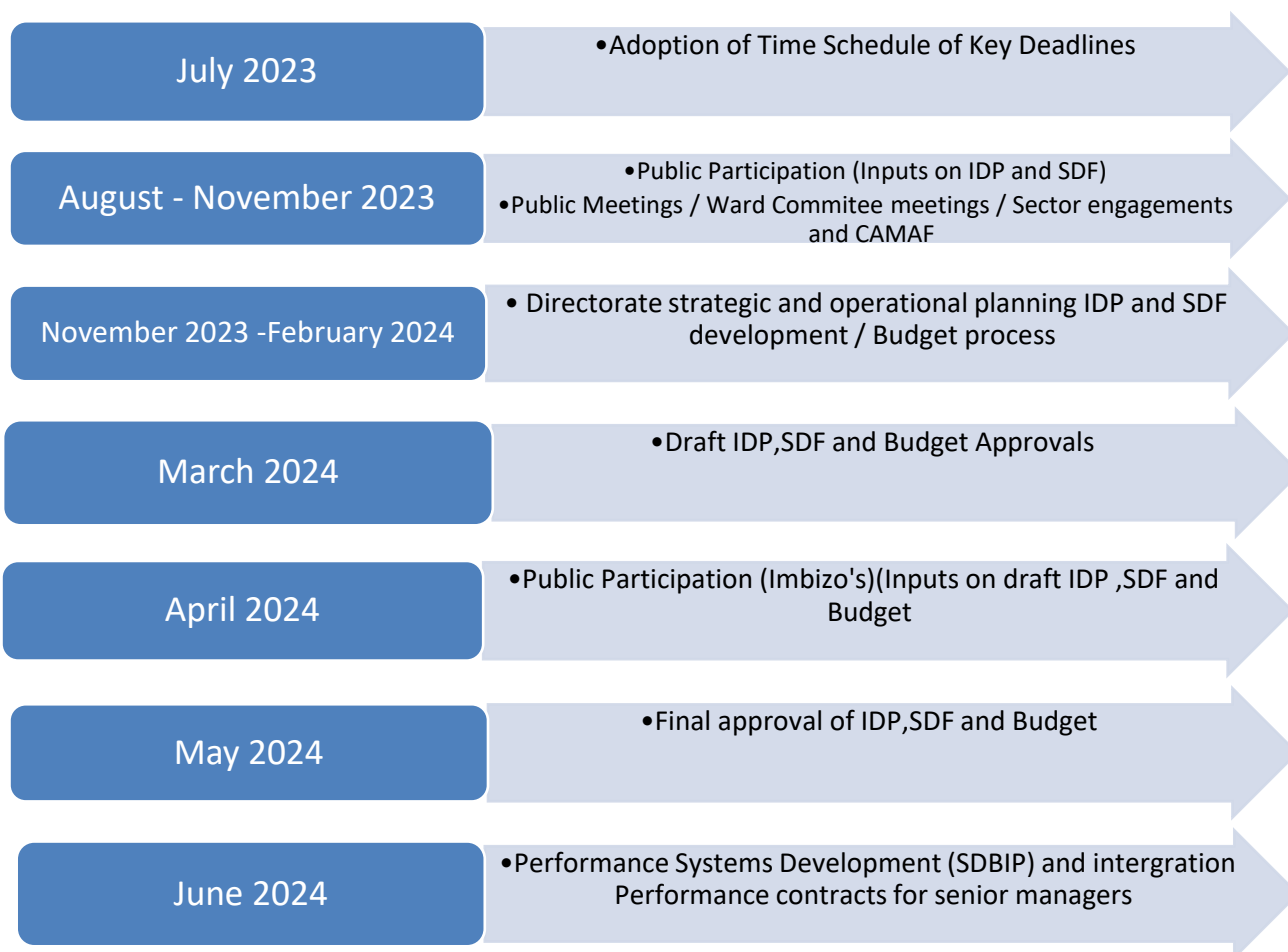 July 2023
•Adoption of Time Schedule of Key Deadlines
August - November 2023
•Public Participation (Inputs on IDP and SDF)
•Public Meetings / Ward Commitee meetings / Sector engagements
and CAMAF
November 2023 -February 2024
• Directorate strategic and operational planning IDP and SDF
development / Budget process
March 2024
•Draft IDP,SDF and Budget Approvals
April 2024
•Public Participation (Imbizo's)(Inputs on draft IDP ,SDF and
Budget
May 2024
•Final approval of IDP,SDF and Budget
June 2024
•Performance Systems Development (SDBIP) and intergration
Performance contracts for senior managers